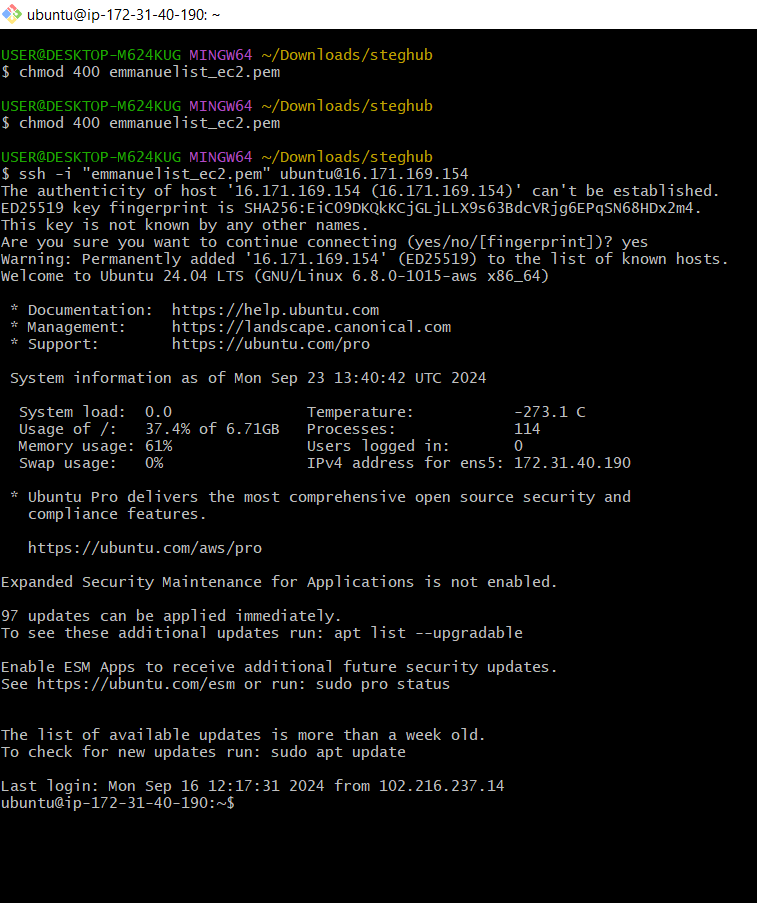 ubuntu@ip-172-31-40-190: ~
USER@DESKTOP-M624KUG MINGW64 ~/Downloads/steghub
$ chmod 400 emmanuelist_ec2.pem
USER@DESKTOP-M624KUG MINGW64 ~/Downloads/steghub
$ chmod 400 emmanuelist_ec2.pem
USER@DESKTOP-M624KUG MINGW64 ~/Downloads/steghub
$ ssh -i "emmanuelist_ec2.pem" ubuntu@16.171.169.154
The authenticity of host '16.171.169.154 (16.171.169.154)' can't be established.
ED25519 key fingerprint is SHA256:EiCO9DKQkKCjGLjLLX9s63BdcVRjg6EPqSN68HDx2m4.
This key is not known by any other names.
Are you sure you want to continue connecting (yes/no/[fingerprint])? yes
Warning: Permanently added '16.171.169.154' (ED25519) to the list of known hosts.
Welcome to Ubuntu 24.04 LTS (GNU/Linux 6.8.0-1015-aws x86_64)
* Documentation:  https://help.ubuntu.com
* Management:     https://landscape.canonical.com
* Support:        https://ubuntu.com/pro
System information as of Mon Sep 23 13:40:42 UTC 2024
System load:  0.0                Temperature:           -273.1 C
Usage of /:   37.4% of 6.71GB   Processes:             114
Memory usage: 61%               Users logged in:       0
Swap usage:   0%                IPv4 address for ens5: 172.31.40.190
* Ubuntu Pro delivers the most comprehensive open source security and
compliance features.
https://ubuntu.com/aws/pro
Expanded Security Maintenance for Applications is not enabled.
97 updates can be applied immediately.
To see these additional updates run: apt list --upgradable
Enable ESM Apps to receive additional future security updates.
See https://ubuntu.com/esm or run: sudo pro status
The list of available updates is more than a week old.
To check for new updates run: sudo apt update
Last login: Mon Sep 16 12:17:31 2024 from 102.216.237.14
ubuntu@ip-172-31-40-190:~$